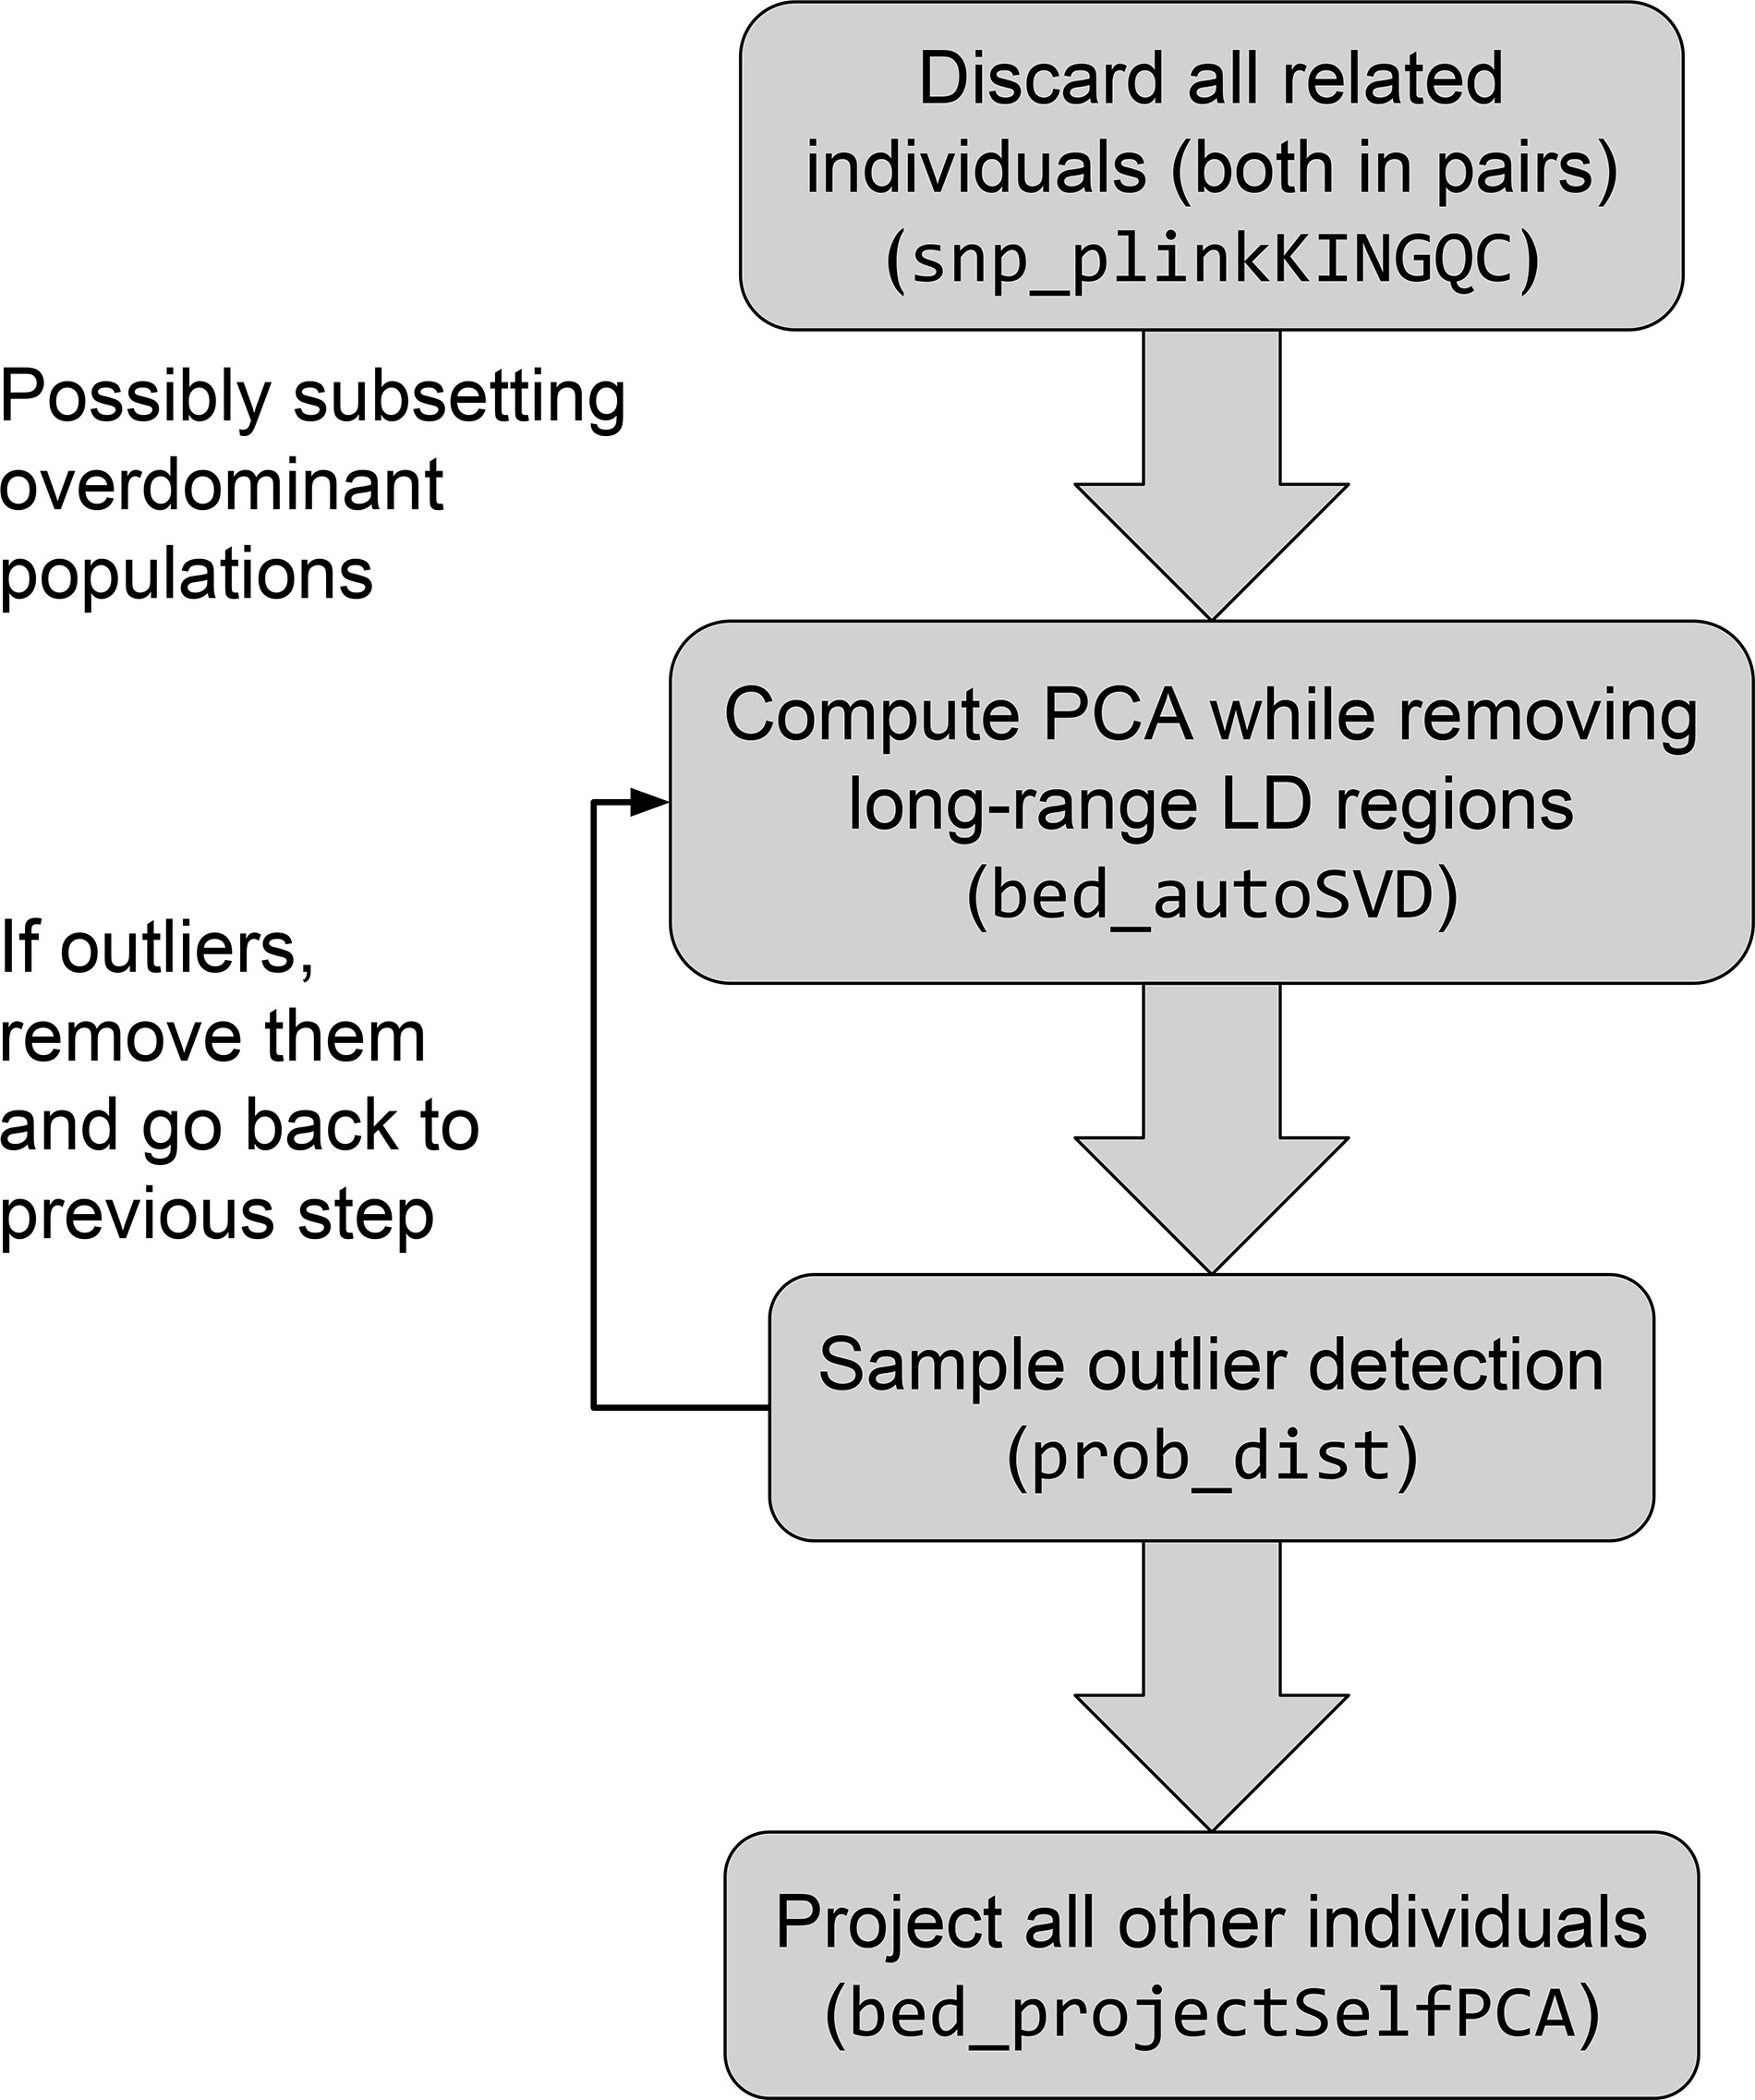 Discard all related
individuals (both in pairs)
(snp_plinkKINGQC)
Possibly subsetting
overdominant
populations
Compute PCA while removing
long-range LD regions
(bed_autoSVD)
If outliers,
remove them
and go back to
previous step
Sample outlier detection
(prob_dist)
Project all other individuals
(bed_projectSelfPCA)